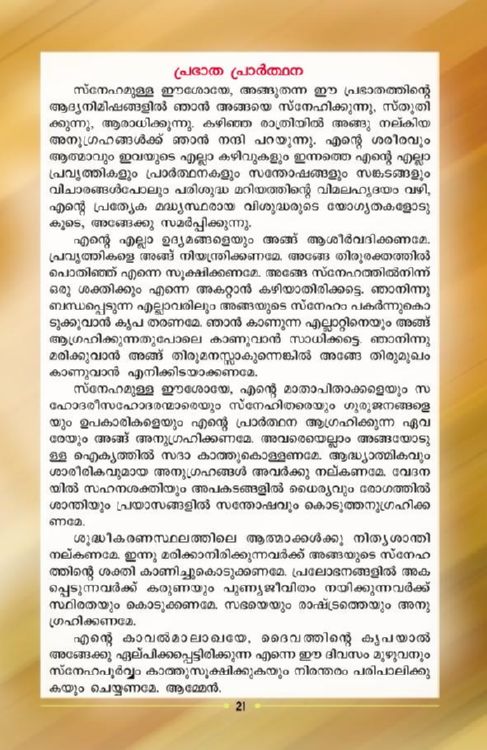 പ്രഭാത പ്രാർത്ഥന
സ്നേഹമുള്ള ഈശോയേ, അങ്ങുതന്ന ഈ പ്രഭാതത്തിന്റെ
ആദ്യനിമിഷങ്ങളിൽ ഞാൻ അങ്ങയെ സ്നേഹിക്കുന്നു, സ്തുതി
ക്കുന്നു, ആരാധിക്കുന്നു. കഴിഞ്ഞ രാത്രിയിൽ അങ്ങു നല്കിയ
അനുഗ്രഹങ്ങൾക്ക് ഞാൻ നന്ദി പറയുന്നു. എന്റെ ശരീരവും
ആത്മാവും ഇവയുടെ എല്ലാ കഴിവുകളും ഇന്നത്തെ എന്റെ എല്ലാ
പ്രവൃത്തികളും പ്രാർത്ഥനകളും സന്തോഷങ്ങളും സങ്കടങ്ങളും
വിചാരങ്ങൾപോലും പരിശുദ്ധ മറിയത്തിന്റെ വിമലഹൃദയം വഴി,
എന്റെ പ്രത്യേക മദ്ധ്യസ്ഥരായ വിശുദ്ധരുടെ യോഗ്യതകളോടു
കൂടെ, അങ്ങേക്കു സമർപ്പിക്കുന്നു.
എന്റെ എല്ലാ ഉദ്യമങ്ങളെയും അങ്ങ് ആശീർവദിക്കണമേ.
പ്രവൃത്തികളെ അങ്ങ് നിയന്ത്രിക്കണമേ. അങ്ങേ തിരുരക്തത്തിൽ
പൊതിഞ്ഞ് എന്നെ സൂക്ഷിക്കണമേ. അങ്ങേ സ്നേഹത്തിൽനിന്ന്
ഒരു ശക്തിക്കും എന്നെ അകറ്റാൻ കഴിയാതിരിക്കട്ടെ. ഞാനിന്നു
ബന്ധപ്പെടുന്ന എല്ലാവരിലും അങ്ങയുടെ സ്നേഹം പകർന്നുകൊ
ടുക്കുവാൻ കൃപ തരണമേ. ഞാൻ കാണുന്ന എല്ലാറ്റിനെയും അങ്ങ്
ആഗ്രഹിക്കുന്നതുപോലെ കാണുവാൻ സാധിക്കട്ടെ. ഞാനിന്നു
മരിക്കുവാൻ അങ്ങ് തിരുമനസ്സാകുന്നെങ്കിൽ അങ്ങേ തിരുമുഖം
കാണുവാൻ എനിക്കിടയാക്കണമേ.
സ്നേഹമുള്ള ഈശോയേ, എന്റെ മാതാപിതാക്കളെയും സ
ഹോദരീസഹോദരന്മാരെയും സ്നേഹിതരെയും ഗുരുജനങ്ങളെ
യും ഉപകാരികളെയും എന്റെ പ്രാർത്ഥന ആഗ്രഹിക്കുന്ന ഏവ
രേയും അങ്ങ് അനുഗ്രഹിക്കണമേ. അവരെയെല്ലാം അങ്ങയോടു
ള്ള ഐക്യത്തിൽ സദാ കാത്തുകൊള്ളണമേ. ആദ്ധ്യാത്മികവും
ശാരീരികവുമായ അനുഗ്രഹങ്ങൾ അവർക്കു നല്കണമേ. വേദന
യിൽ സഹനശക്തിയും അപകടങ്ങളിൽ ധൈര്യവും രോഗത്തിൽ
ശാന്തിയും പ്രയാസങ്ങളിൽ സന്തോഷവും കൊടുത്തനുഗ്രഹിക്ക
ണമേ.
ശുദ്ധീകരണസ്ഥലത്തിലെ ആത്മാക്കൾക്കു നിത്യശാന്തി
നല്കണമേ. ഇന്നു മരിക്കാനിരിക്കുന്നവർക്ക് അങ്ങയുടെ സ്നേഹ
ത്തിന്റെ ശക്തി കാണിച്ചുകൊടുക്കണമേ. പ്രലോഭനങ്ങളിൽ അക
പ്പെടുന്നവർക്ക് കരുണയും പുണ്യജീവിതം നയിക്കുന്നവർക്ക്
സ്ഥിരതയും കൊടുക്കണമേ. സഭയെയും രാഷ്ട്രത്തെയും അനു
ഗ്രഹിക്കണമേ.
എന്റെ കാവൽമാലാഖയേ, ദൈവത്തിന്റെ കൃപയാൽ
അങ്ങേക്കു ഏല്പിക്കപ്പെട്ടിരിക്കുന്ന എന്നെ ഈ ദിവസം മുഴുവനും
സ്നേഹപൂർവ്വം കാത്തുസൂക്ഷിക്കുകയും നിരന്തരം പരിപാലിക്കു
കയും ചെയ്യണമേ. ആമ്മേൻ.
21